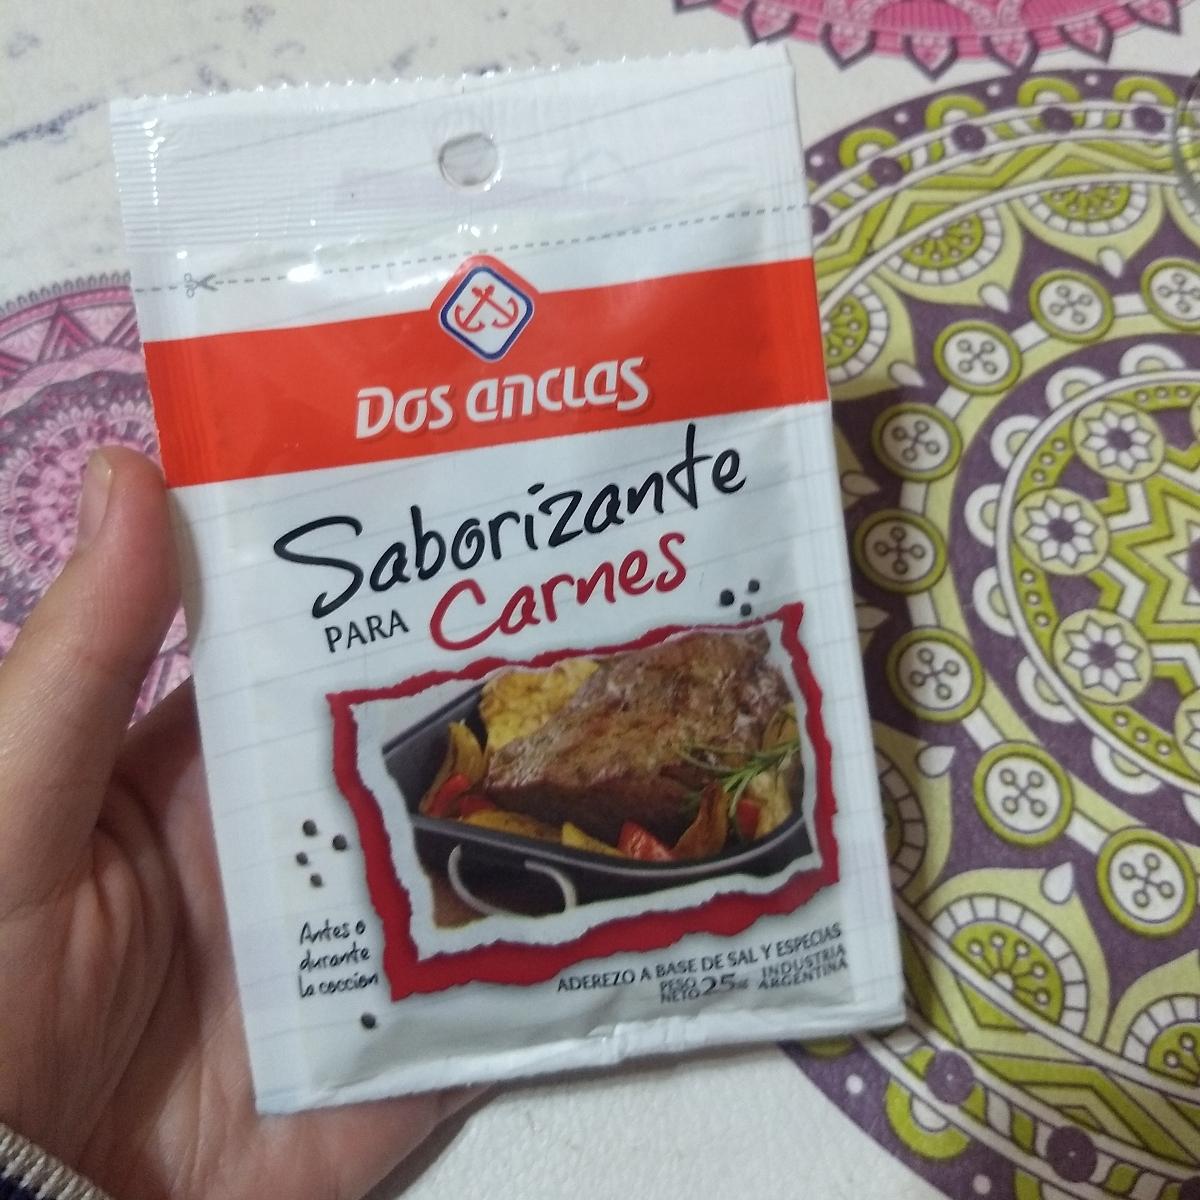 Dos anclas
Saborizante
PARA Carnes
Antes o
durante
la cocción
ADEREZO A BASE DE SAL Y ESPECIAS
PESO NETO 25g INDUSTRIA ARGENTINA